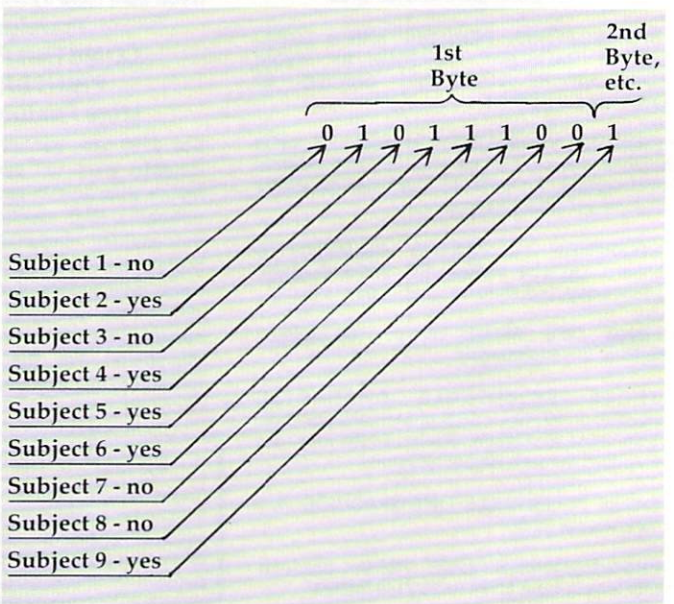 1st
Byte
2nd
Byte,
etc.
0 1 0 1 1 1 0 0 1
Subject 1 - no
Subject 2 - yes
Subject 3 - no
Subject 4 - yes
Subject 5 - yes
Subject 6 - yes
Subject 7 - no
Subject 8 - no
Subject 9 - yes